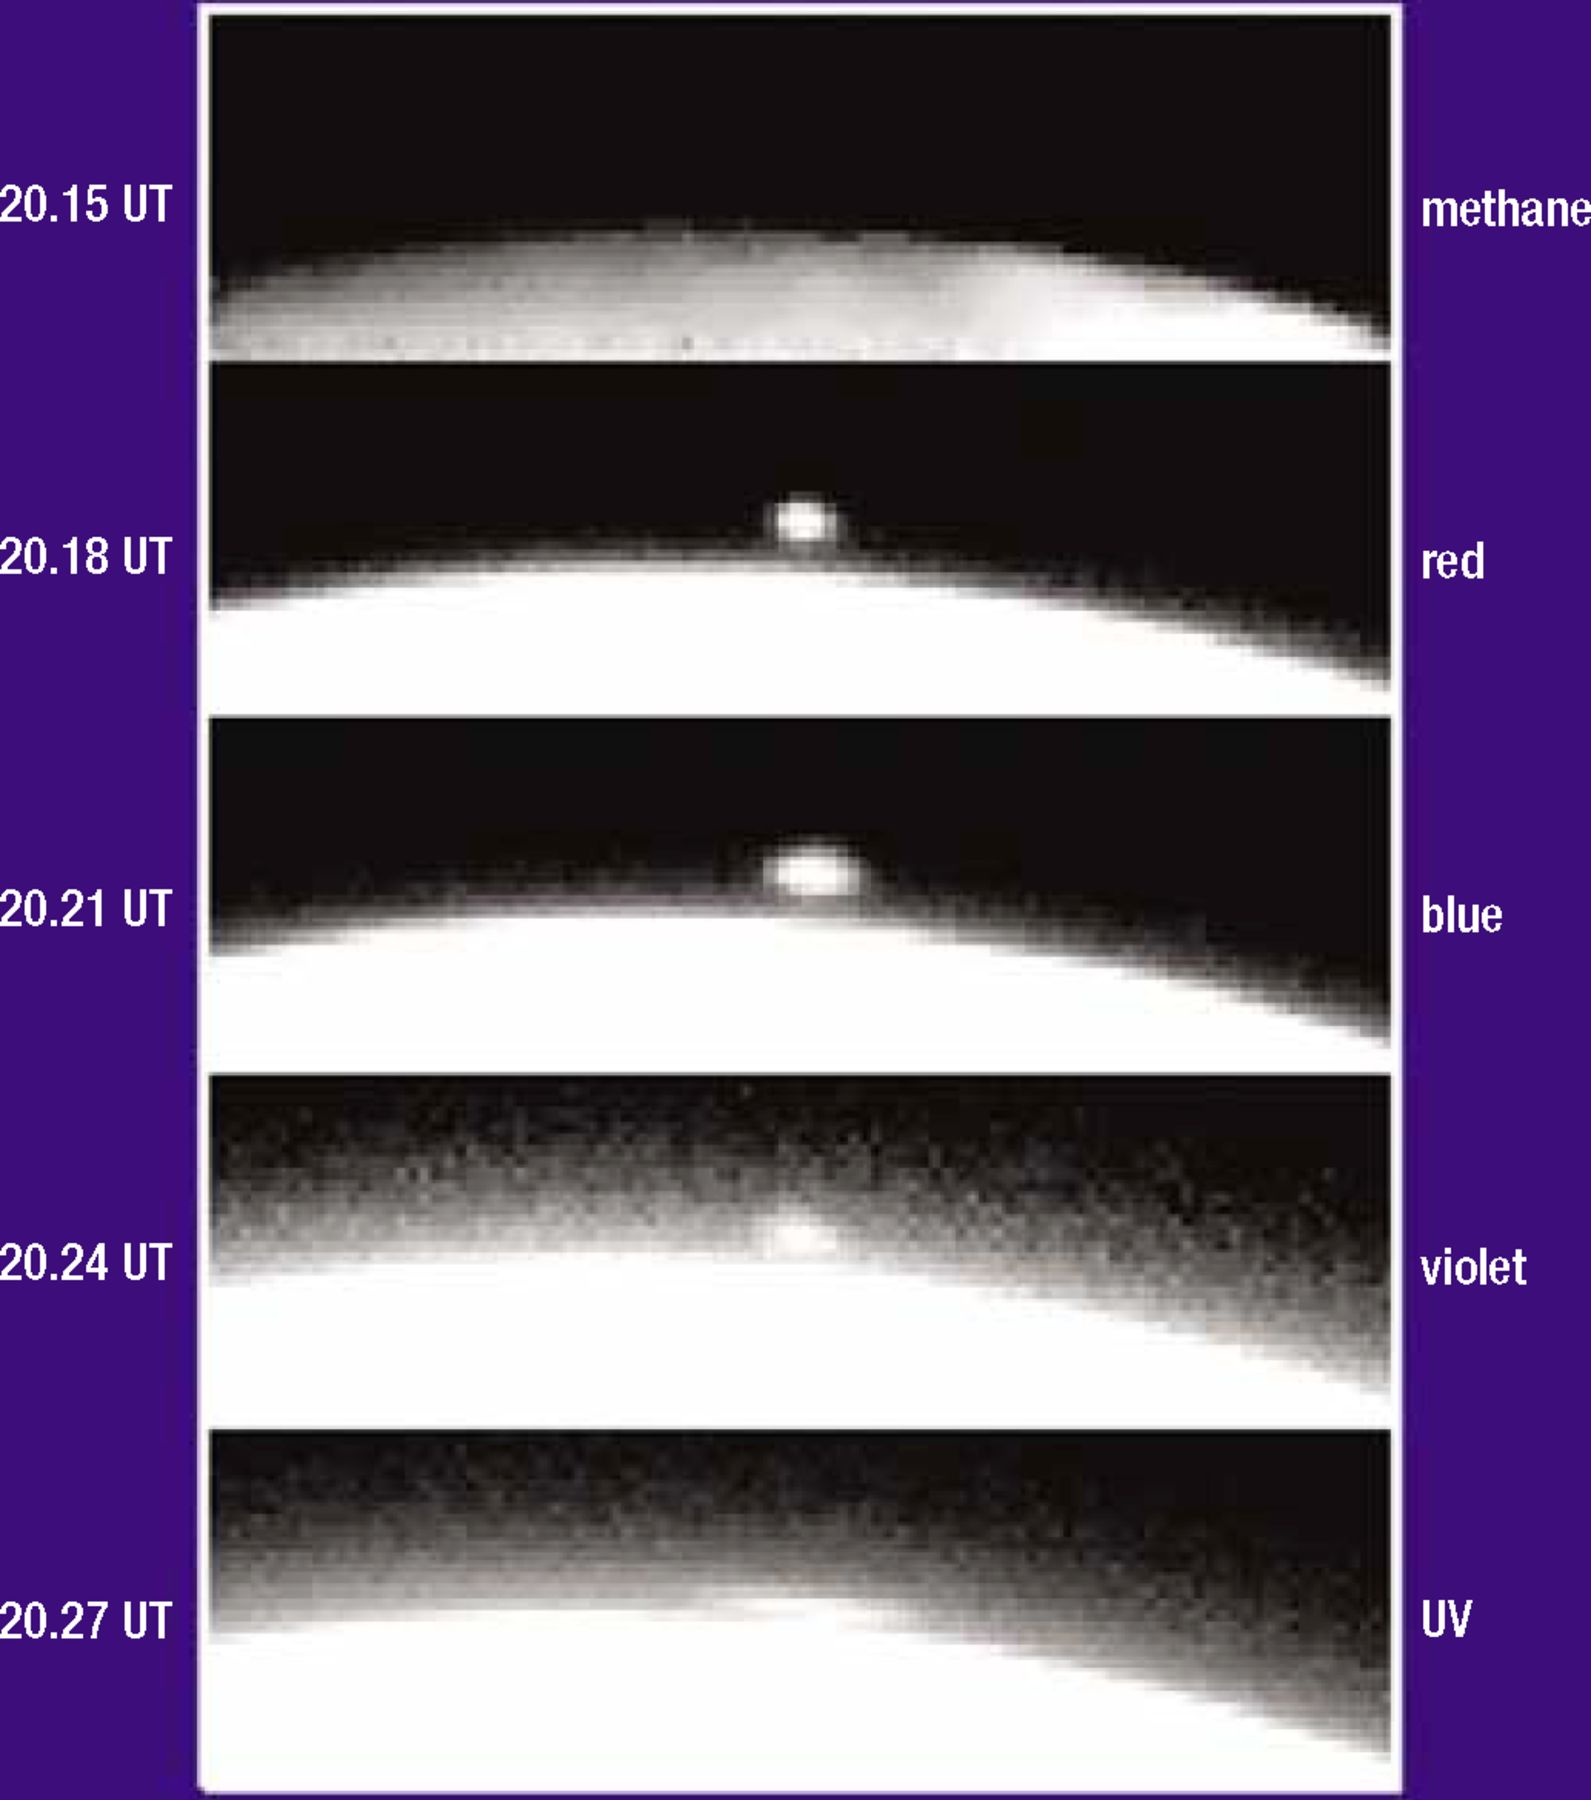 20.15 UT
methane
20.18 UT
red
20.21 UT
blue
20.24 UT
violet
20.27 UT
UV